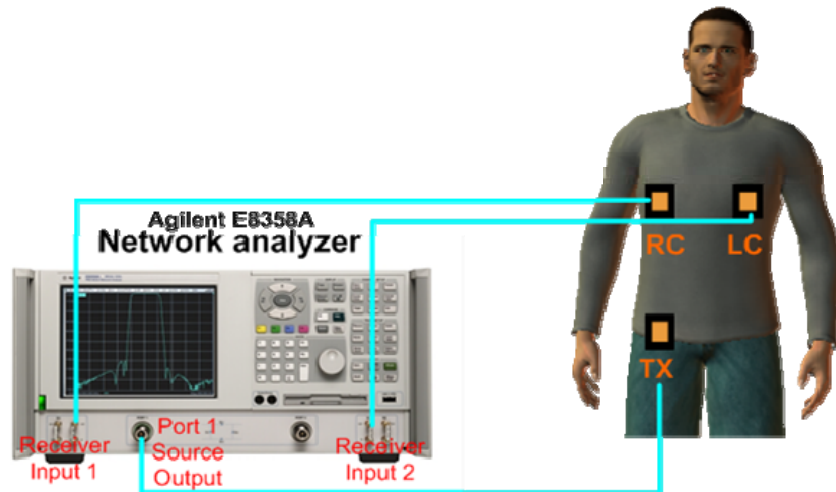 Agilent E8358A
Network analyzer
RC
LC
TX
Receiver
Input 1
Port 1
Source
Output
Receiver
Input 2